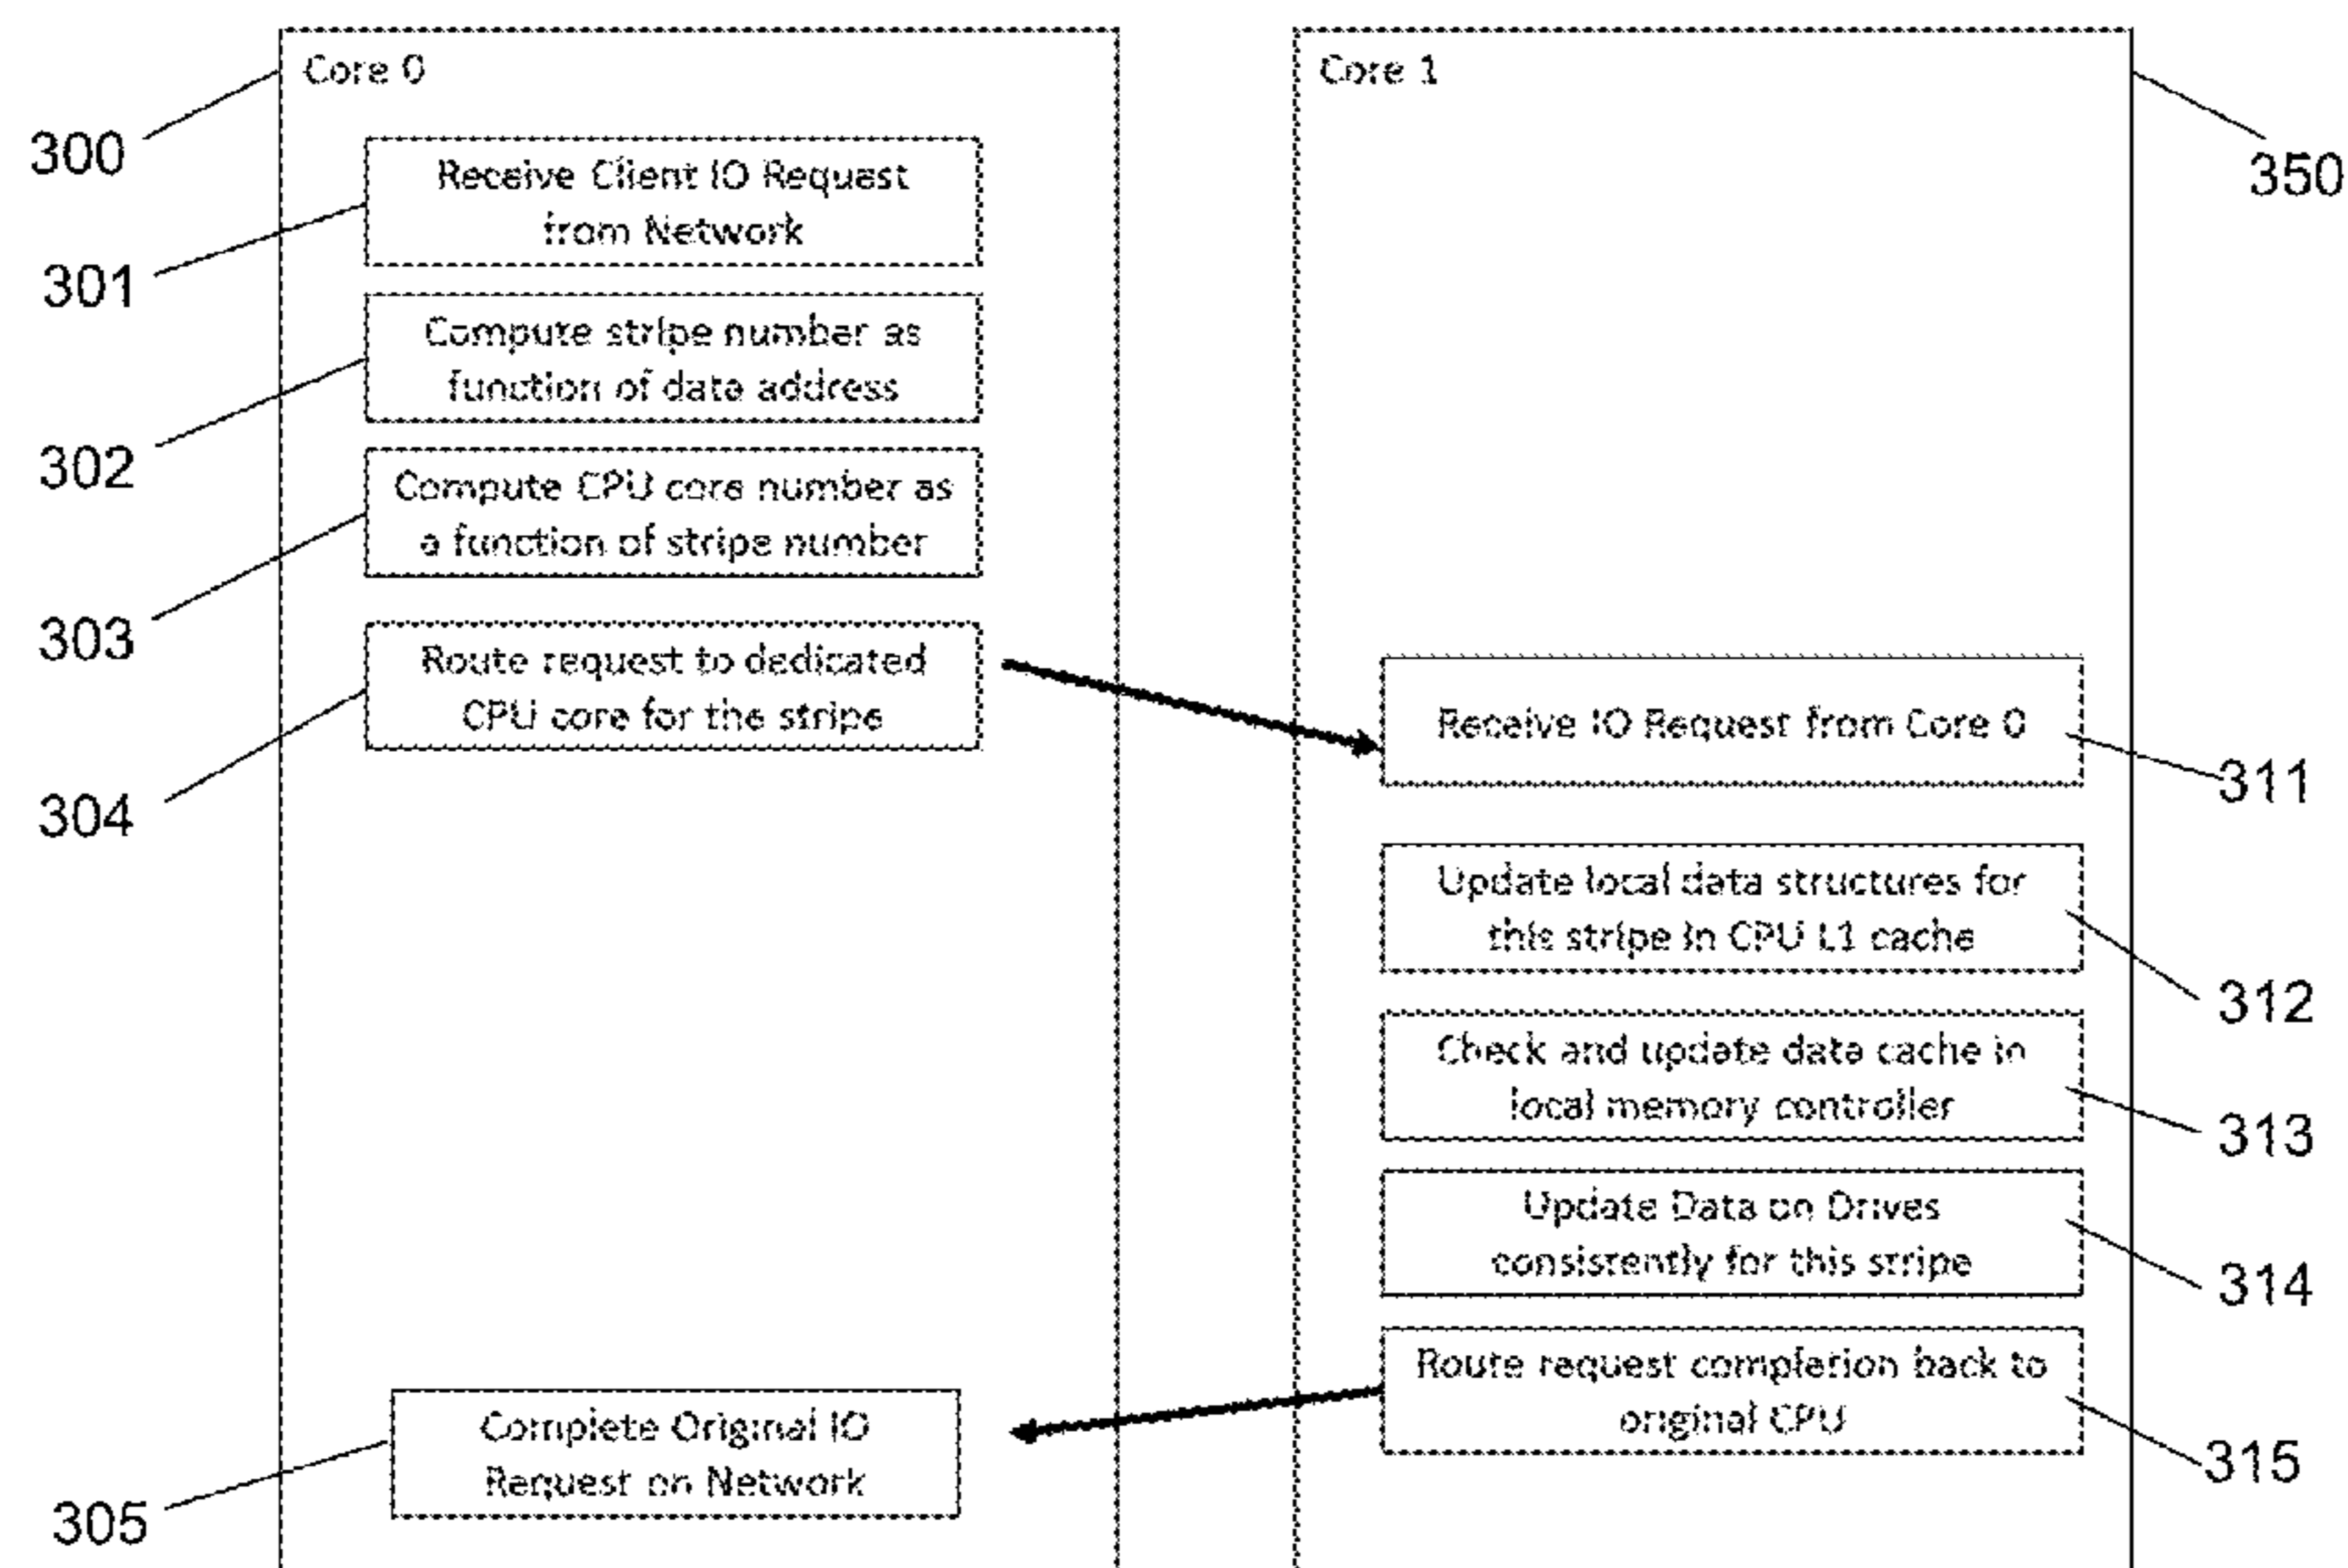 Core 0
300
Receive Client IO Request
from Network
301
Compute stripe number as
function of data address
302
Compute CPU core number as
a function of stripe number
303
Route request to dedicated
CPU core for the stripe
304
Complete Original IO
Request on Network
305
Core 1
350
Receive IO Request from Core 0
311
Update local data structures for
this stripe in CPU L1 cache
312
Check and update data cache in
local memory controller
313
Update Data on Drives
consistently for this stripe
314
Route request completion back to
original CPU
315